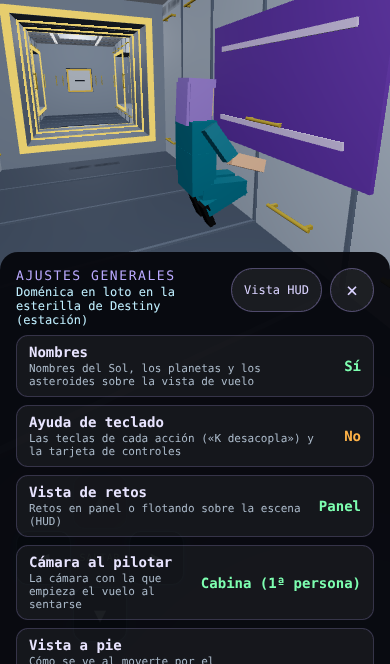 AJUSTES GENERALES
Doménica en loto en la
esterilla de Destiny
(estación)
Vista HUD
×
Nombres
Nombres del Sol, los planetas y los
asteroides sobre la vista de vuelo
Sí
Ayuda de teclado
Las teclas de cada acción («K desacopla») y
la tarjeta de controles
No
Vista de retos
Retos en panel o flotando sobre la escena
(HUD)
Panel
Cámara al pilotar
La cámara con la que
empieza el vuelo al
sentarse
Cabina (1ª persona)
Vista a pie
Cómo se ve al moverte por el